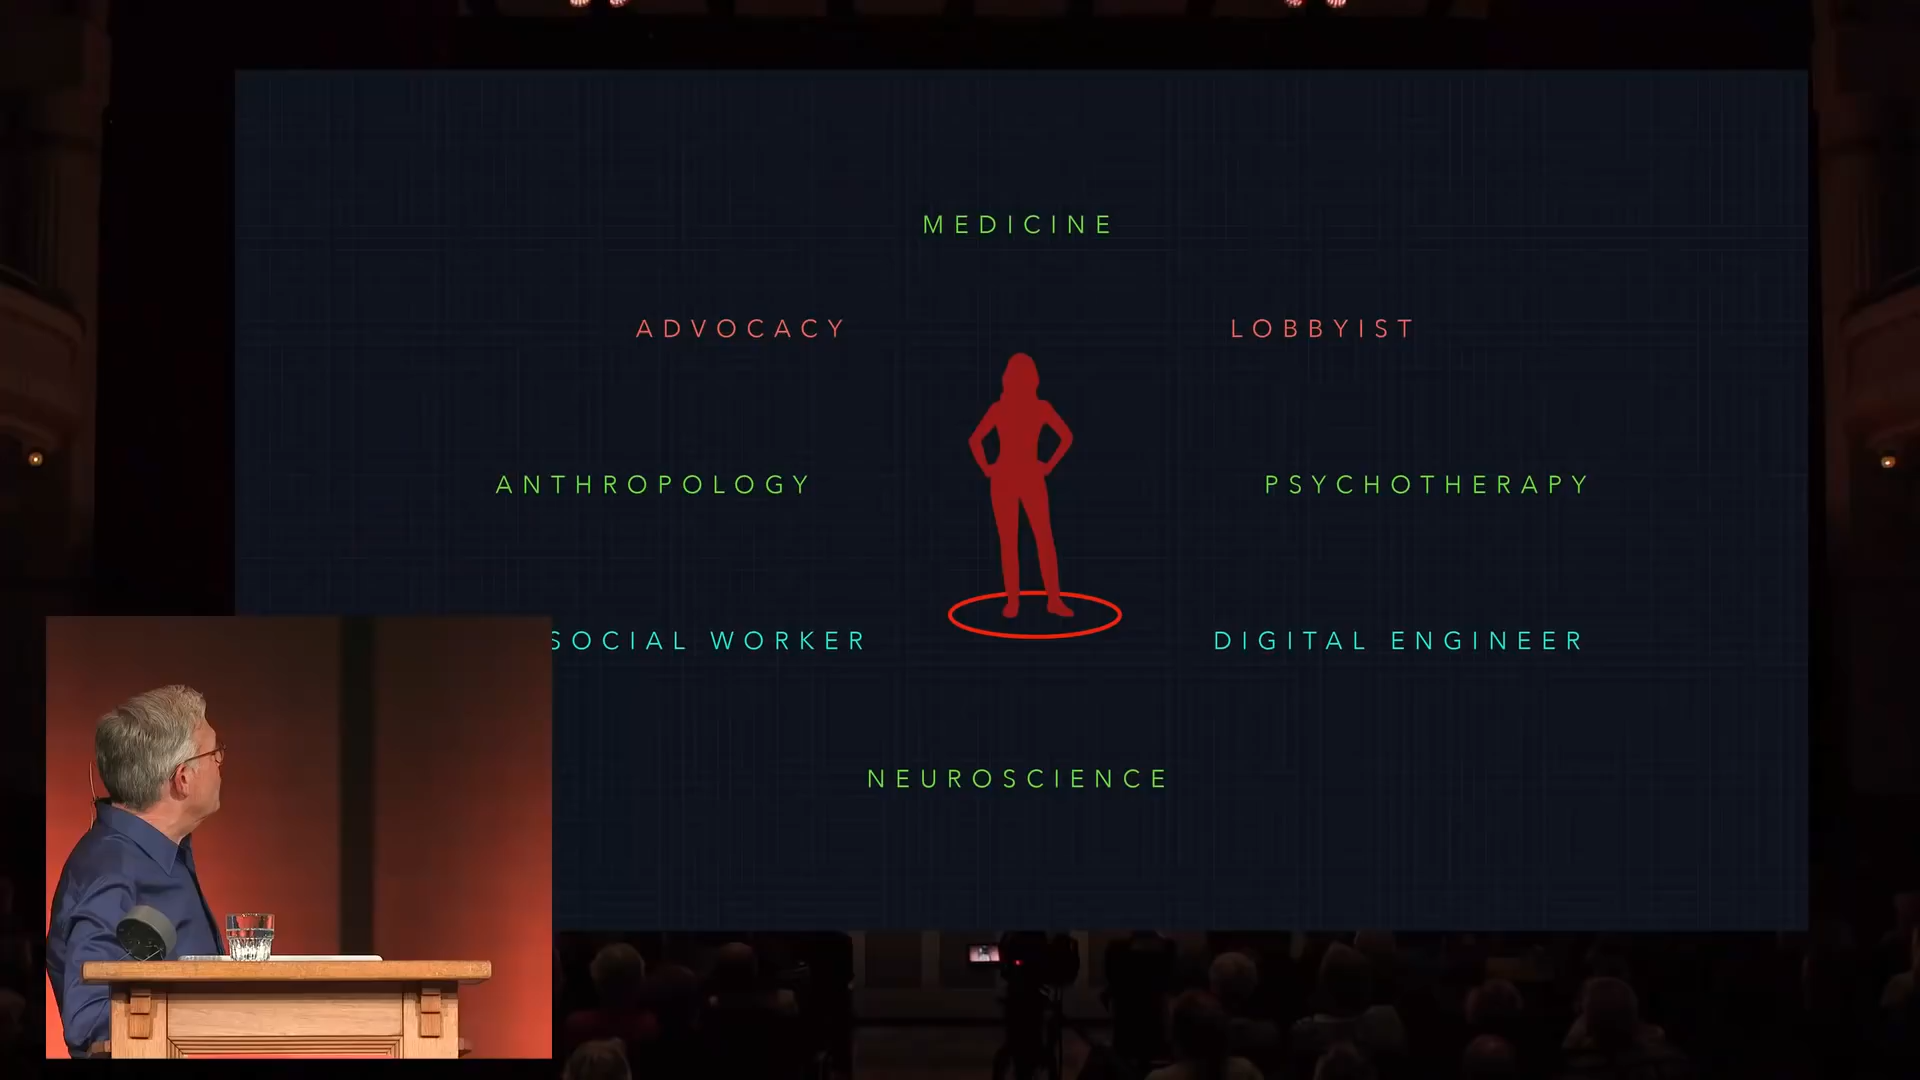 MEDICINE
ADVOCACY
LOBBYIST
ANTHROPOLOGY
PSYCHOTHERAPY
SOCIAL WORKER
DIGITAL ENGINEER
NEUROSCIENCE